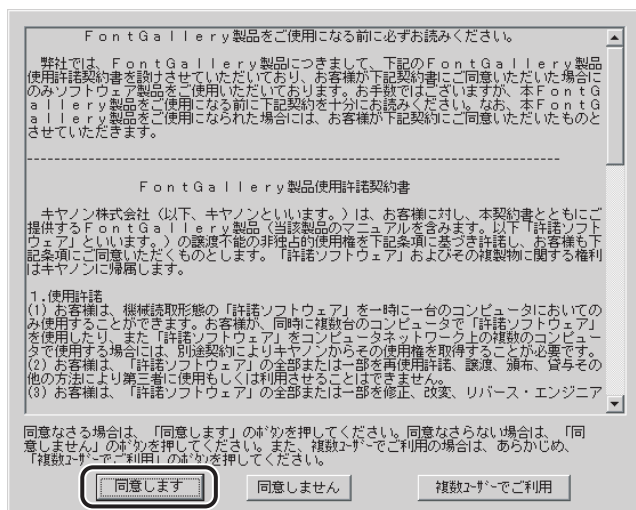 ＦｏｎｔＧａｌｌｅｒｙ製品をご使用になる前に必ずお読みください。
弊社では、ＦｏｎｔＧａｌｌｅｒｙ製品につきまして、下記のＦｏｎｔＧａｌｌｅｒｙ製品
使用許諾契約書を設けさせていただいており、お客様が下記契約書にご同意いただいた場合に
のみソフトウェア製品をご使用いただいております。お手数ではございますが、本ＦｏｎｔＧ
ａｌｌｅｒｙ製品をご使用になる前に下記契約を十分にお読みください。なお、本ＦｏｎｔＧ
ａｌｌｅｒｙ製品をご使用になられた場合には、お客様が下記契約にご同意いただいたものと
させていただきます。
--------------------------------------------------------------------------------
ＦｏｎｔＧａｌｌｅｒｙ製品使用許諾契約書
キヤノン株式会社（以下、キヤノンといいます。）は、お客様に対し、本契約書とともにご
提供するＦｏｎｔＧａｌｌｅｒｙ製品（当該製品のマニュアルを含みます。以下「許諾ソフト
ウェア」といいます。）の譲渡不能の非独占的使用権を下記条項に基づき許諾し、お客様も下
記条項にご同意いただくものとします。「許諾ソフトウェア」およびその複製物に関する権利
はキヤノンに帰属します。
１．使用許諾
(1) お客様は、機械読取形態の「許諾ソフトウェア」を一時に一台のコンピュータにおいての
み使用することができます。お客様が、同時に複数台のコンピュータで「許諾ソフトウェア」
を使用したり、また「許諾ソフトウェア」をコンピュータネットワーク上の複数のコンピュー
タで使用する場合には、別途契約によりキヤノンからその使用権を取得することが必要です。
(2) お客様は、「許諾ソフトウェア」の全部または一部を再使用許諾、譲渡、頒布、貸与その
他の方法により第三者に使用もしくは利用させることはできません。
(3) お客様は、「許諾ソフトウェア」の全部または一部を修正、改変、リバース・エンジニア
同意なさる場合は、「同意します」のﾎﾞﾀﾝを押してください。同意なさらない場合は、「同
意しません」のﾎﾞﾀﾝを押してください。また、複数ﾕｰｻﾞｰでご利用の場合は、あらかじめ、
「複数ﾕｰｻﾞｰでご利用」のﾎﾞﾀﾝを押してください。
同意します 同意しません 複数ﾕｰｻﾞｰでご利用